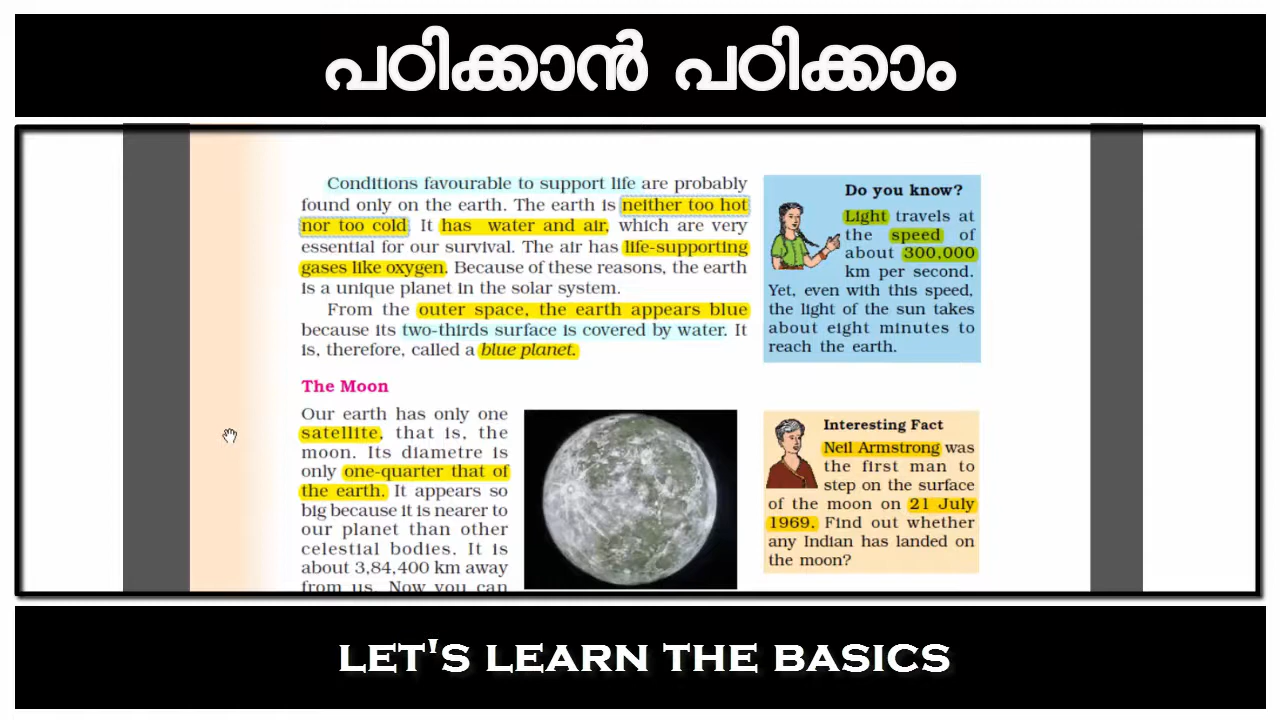 പഠിക്കാൻ പഠിക്കാം
Conditions favourable to support life are probably
found only on the earth. The earth is neither too hot
nor too cold. It has water and air, which are very
essential for our survival. The air has life-supporting
gases like oxygen. Because of these reasons, the earth
is a unique planet in the solar system.
From the outer space, the earth appears blue
because its two-thirds surface is covered by water. It
is, therefore, called a blue planet.
The Moon
Our earth has only one
satellite, that is, the
moon. Its diametre is
only one-quarter that of
the earth. It appears so
big because it is nearer to
our planet than other
celestial bodies. It is
about 3,84,400 km away
from us. Now you can
Do you know?
Light travels at
the speed of
about 300,000
km per second.
Yet, even with this speed,
the light of the sun takes
about eight minutes to
reach the earth.
Interesting Fact
Neil Armstrong was
the first man to
step on the surface
of the moon on 21 July
1969. Find out whether
any Indian has landed on
the moon?
LET'S LEARN THE BASICS